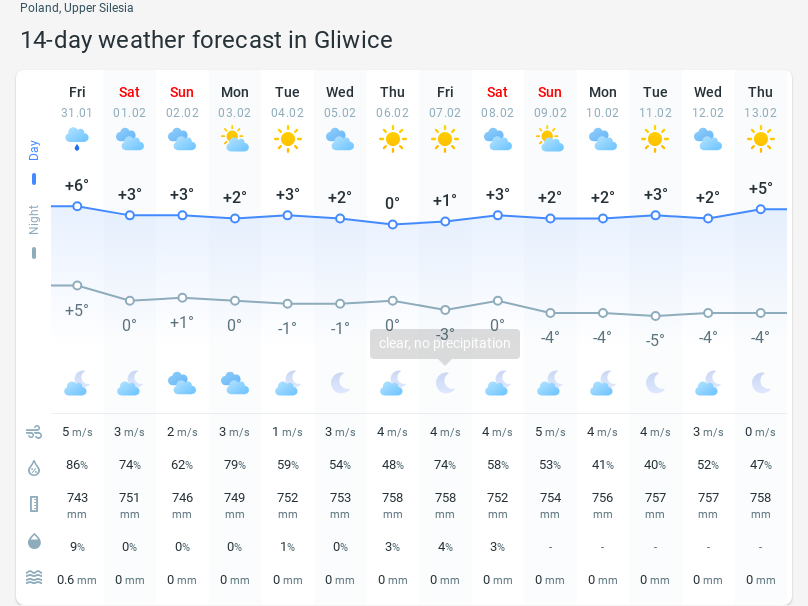 Poland, Upper Silesia
14-day weather forecast in Gliwice
Fri Sat Sun Mon Tue Wed Thu Fri Sat Sun Mon Tue Wed Thu
31.01 01.02 02.02 03.02 04.02 05.02 06.02 07.02 08.02 09.02 10.02 11.02 12.02 13.02
Day
+6° +3° +3° +2° +3° +2° 0° +1° +3° +2° +2° +3° +2° +5°
Night
+5° 0° +1° 0° -1° -1° 0° -3° 0° -4° -4° -5° -4° -4°
clear, no precipitation
5 m/s 3 m/s 2 m/s 3 m/s 1 m/s 3 m/s 4 m/s 4 m/s 4 m/s 5 m/s 4 m/s 4 m/s 3 m/s 0 m/s
86% 74% 62% 79% 59% 54% 48% 74% 58% 53% 41% 40% 52% 47%
743 751 746 749 752 753 758 758 752 754 756 757 757 758
mm mm mm mm mm mm mm mm mm mm mm mm mm mm
9% 0% 0% 0% 1% 0% 3% 4% 3% - - - - -
0.6 mm 0 mm 0 mm 0 mm 0 mm 0 mm 0 mm 0 mm 0 mm 0 mm 0 mm 0 mm 0 mm 0 mm